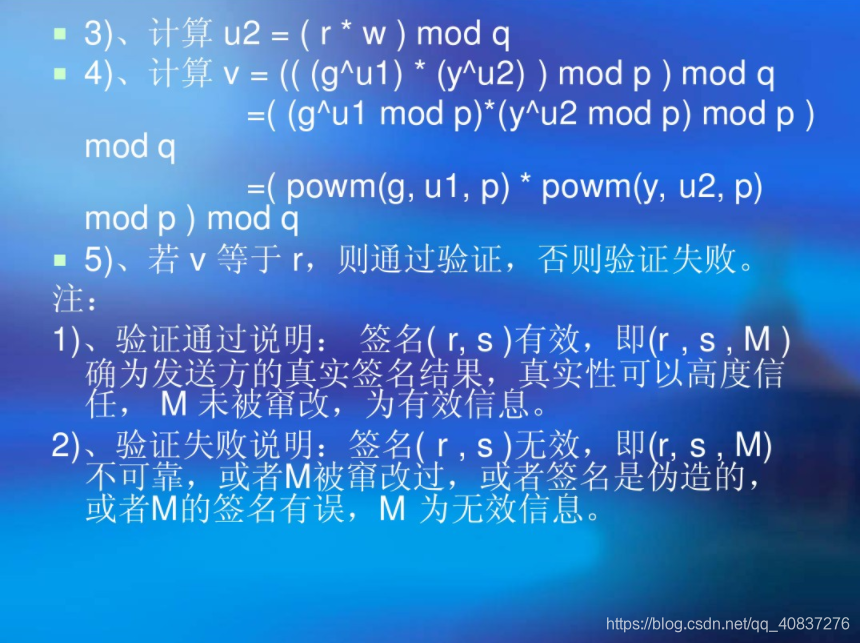 3)、计算 u2 = ( r * w ) mod q
4)、计算 v = (( (g^u1) * (y^u2) ) mod p ) mod q
=( (g^u1 mod p)*(y^u2 mod p) mod p )
mod q
=( powm(g, u1, p) * powm(y, u2, p)
mod p ) mod q
5)、若 v 等于 r，则通过验证，否则验证失败。
注：
1)、验证通过说明： 签名( r, s )有效，即(r , s , M )
确为发送方的真实签名结果，真实性可以高度信
任， M 未被窜改，为有效信息。
2)、验证失败说明：签名( r , s )无效，即(r, s , M)
不可靠，或者M被窜改过，或者签名是伪造的，
或者M的签名有误，M 为无效信息。
https://blog.csdn.net/qq_40837276